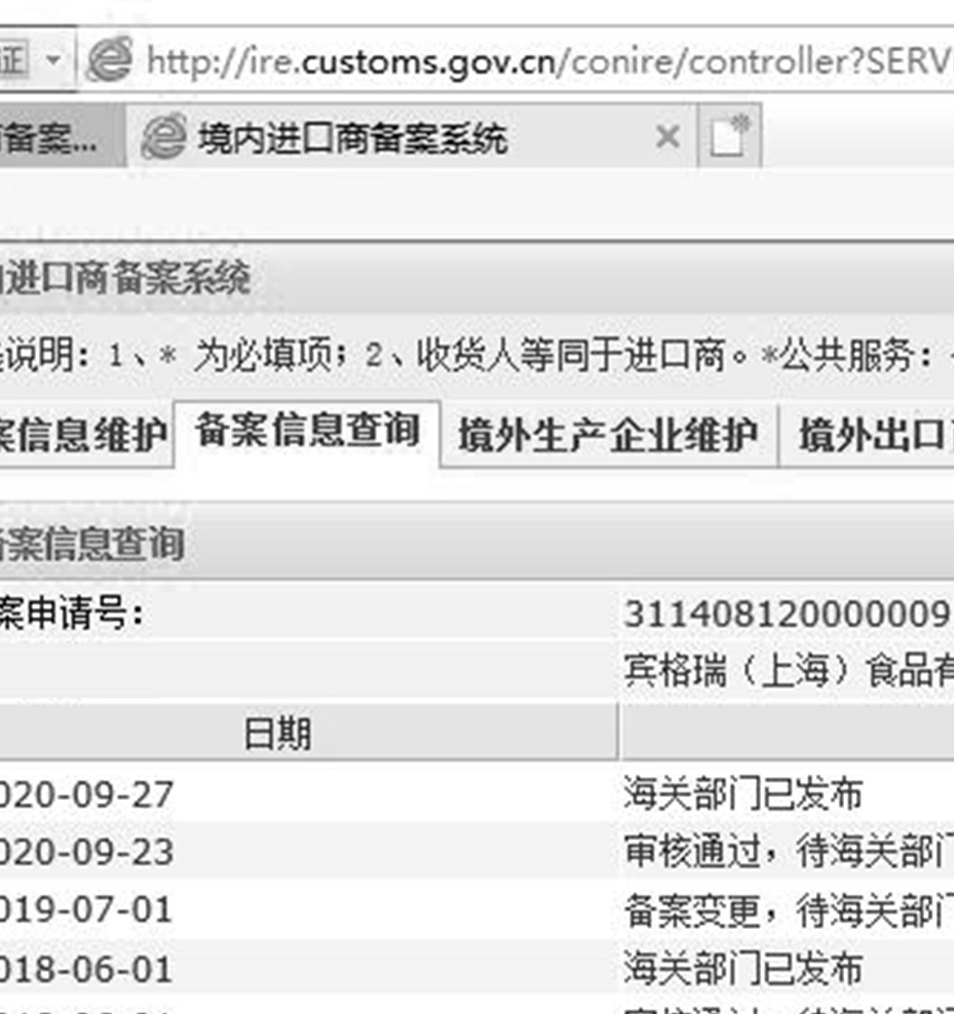 证 http://ire.customs.gov.cn/conire/controller?SERV
备案... 境内进口商备案系统
进口商备案系统
说明：1、* 为必填项；2、收货人等同于进口商。*公共服务：
案信息维护 备案信息查询 境外生产企业维护 境外出口
备案信息查询
案申请号： 311408120000009
宾格瑞（上海）食品有
日期
020-09-27 海关部门已发布
020-09-23 审核通过，待海关部门
019-07-01 备案变更，待海关部门
018-06-01 海关部门已发布